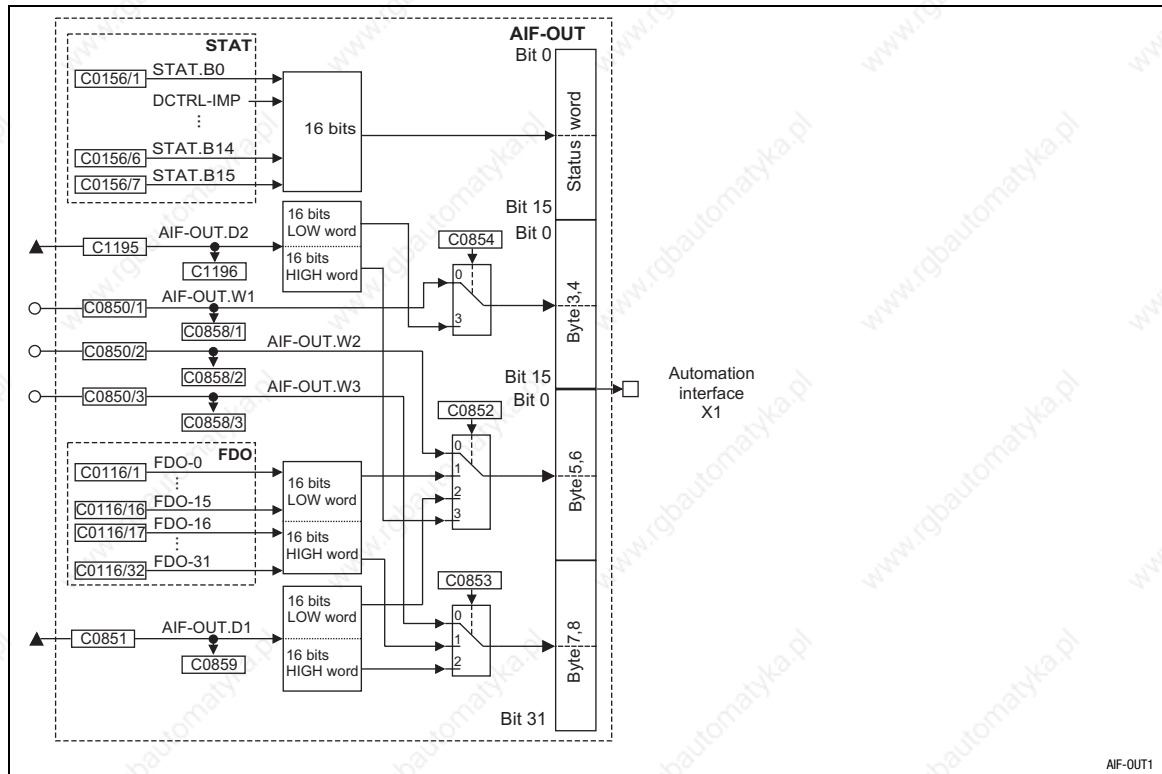 AIF-OUT
STAT
Bit 0
C0156/1 STAT.B0
DCTRL-IMP
⋮
C0156/6 STAT.B14
C0156/7 STAT.B15
16 bits
Status word
Bit 15
Bit 0
C1195 AIF-OUT.D2
C1196
16 bits
LOW word
16 bits
HIGH word
C0854
0
3
Byte 3,4
C0850/1 AIF-OUT.W1
C0858/1
C0850/2 AIF-OUT.W2
C0858/2
C0850/3 AIF-OUT.W3
C0858/3
Bit 15
Bit 0
Automation
interface
X1
C0852
0
1
2
3
Byte 5,6
FDO
C0116/1 FDO-0
⋮
C0116/16 FDO-15
C0116/17 FDO-16
⋮
C0116/32 FDO-31
16 bits
LOW word
16 bits
HIGH word
C0853
0
1
2
Byte 7,8
C0851 AIF-OUT.D1
C0859
16 bits
LOW word
16 bits
HIGH word
Bit 31
AIF-OUT1
www.rgbautomatyka.pl